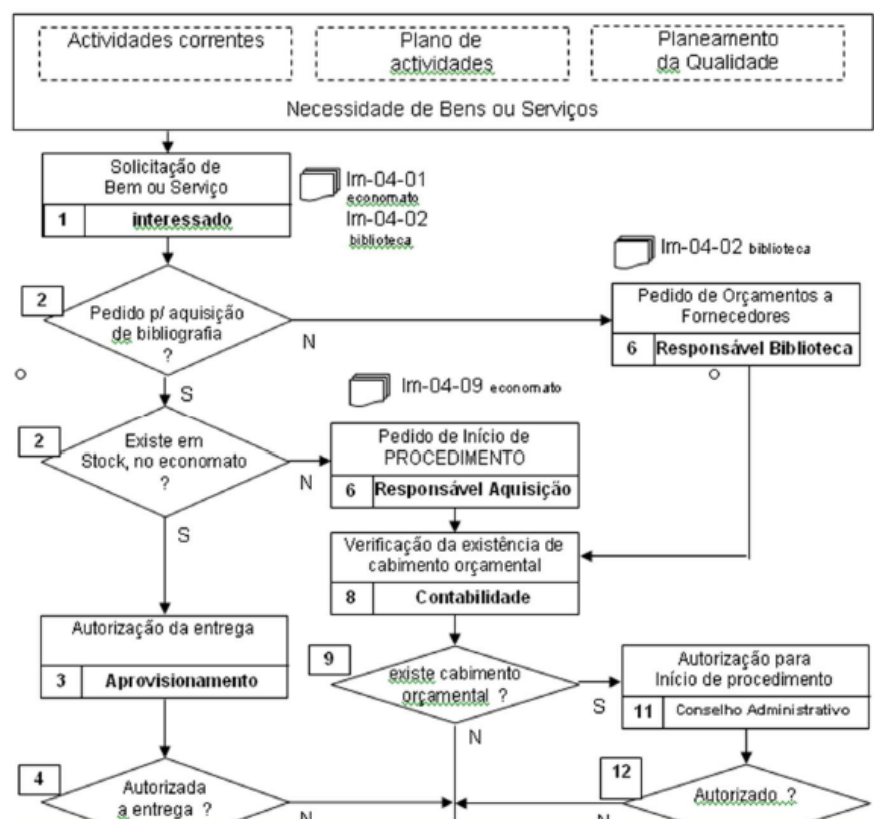 Actividades correntes
Plano de
actividades
Planeamento
da Qualidade
Necessidade de Bens ou Serviços
Solicitação de
Bem ou Serviço
1 interessado
Im-04-01
economato
Im-04-02
biblioteca
Im-04-02 biblioteca
2
Pedido p/ aquisição
de bibliografia
?
N
S
Pedido de Orçamentos a
Fornecedores
6 Responsável Biblioteca
Im-04-09 economato
2
Existe em
Stock, no economato
?
N
S
Pedido de Início de
PROCEDIMENTO
6 Responsável Aquisição
Verificação da existência de
cabimento orçamental
8 Contabilidade
Autorização da entrega
3 Aprovisionamento
9
existe cabimento
orçamental ?
S
N
Autorização para
Início de procedimento
11 Conselho Administrativo
4
Autorizada
a entrega ?
N
12
Autorizado ?
N